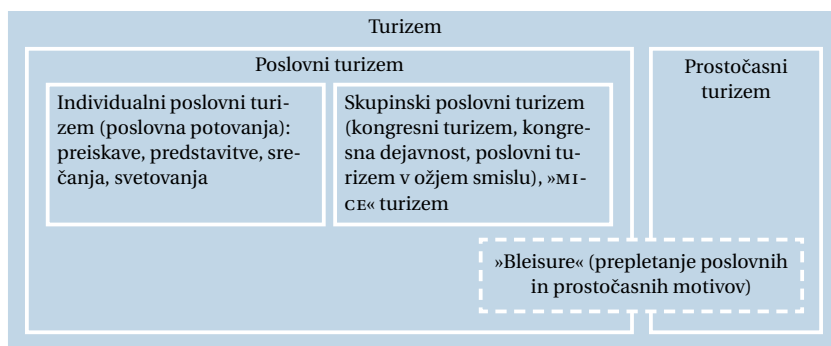 Turizem
Poslovni turizem
Individualni poslovni turi-
zem (poslovna potovanja):
preiskave, predstavitve, sre-
čanja, svetovanja
Skupinski poslovni turizem
(kongresni turizem, kongre-
sna dejavnost, poslovni tu-
rizem v ožjem smislu), »MI-
CE« turizem
Prostočasni
turizem
»Bleisure« (prepletanje poslovnih
in prostočasnih motivov)